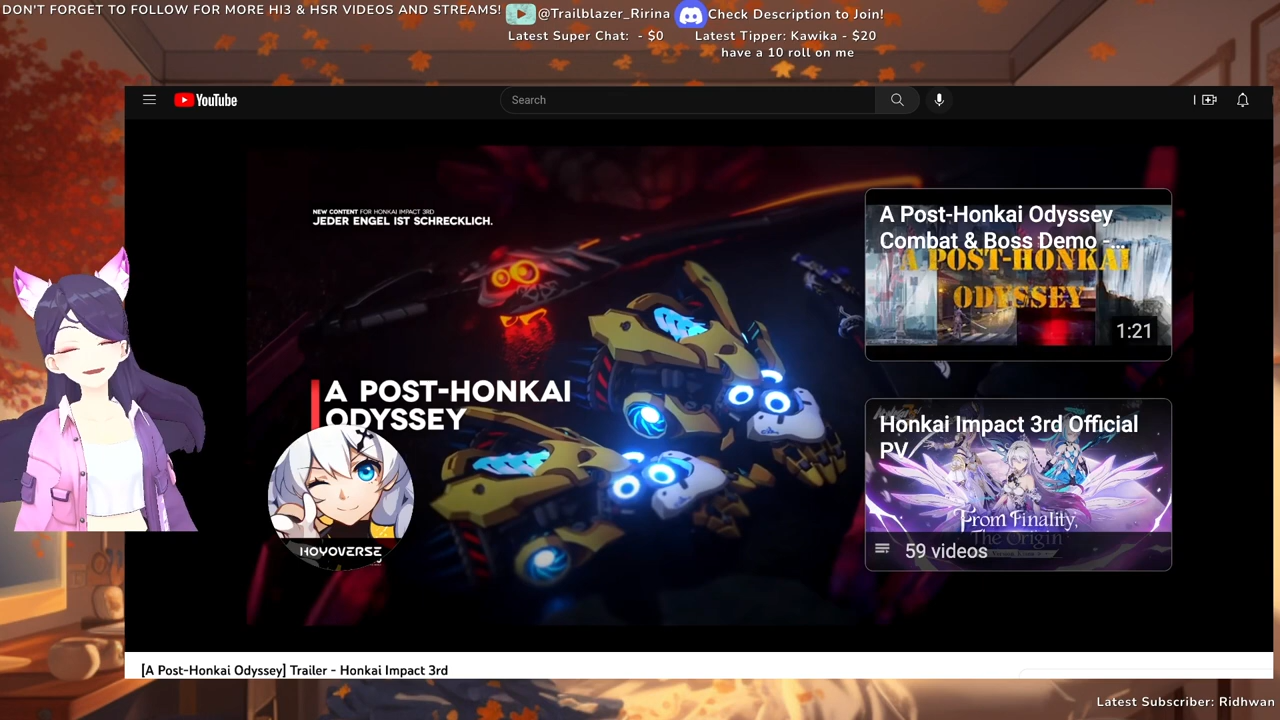 DON'T FORGET TO FOLLOW FOR MORE HI3 & HSR VIDEOS AND STREAMS!
@Trailblazer_Ririna
Check Description to Join!
Latest Super Chat:  - $0
Latest Tipper: Kawika - $20
have a 10 roll on me
YouTube
Search
NEW CONTENT FOR HONKAI IMPACT 3RD
JEDER ENGEL IST SCHRECKLICH.
A Post-Honkai Odyssey
Combat & Boss Demo -...
A POST-HONKAI
ODYSSEY
1:21
A POST-HONKAI
ODYSSEY
HOYOVERSE
Honkai Impact 3rd Official
PV
From Finality,
The Origin
59 videos
[A Post-Honkai Odyssey] Trailer - Honkai Impact 3rd
Latest Subscriber: Ridhwan